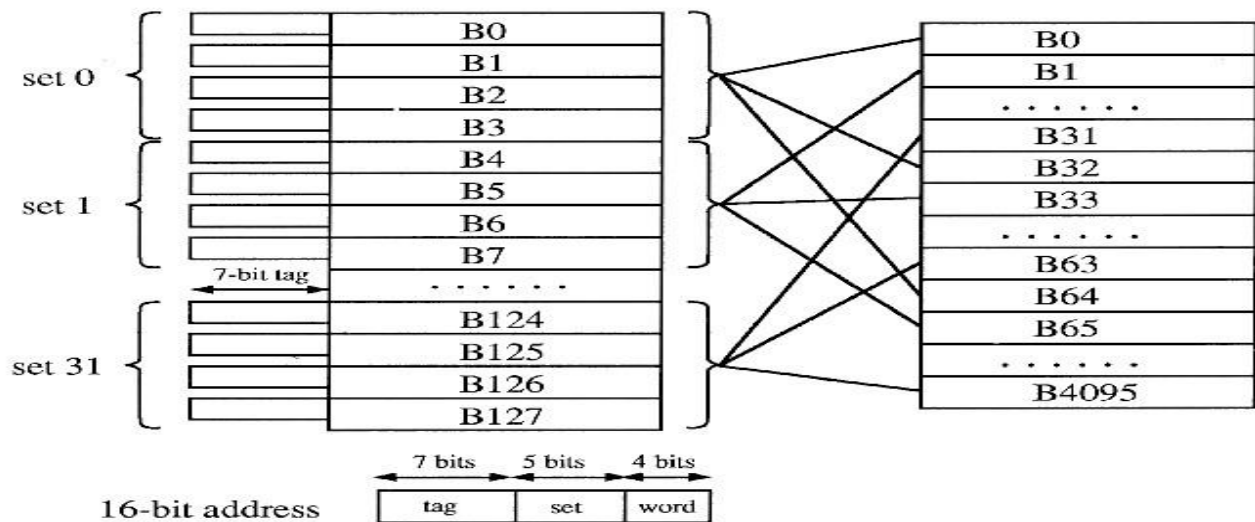 set 0
B0
B1
B2
B3
set 1
B4
B5
B6
B7
7-bit tag
. . . . . .
set 31
B124
B125
B126
B127
B0
B1
. . . . . .
B31
B32
B33
. . . . . .
B63
B64
B65
. . . . . .
B4095
7 bits 5 bits 4 bits
16-bit address tag set word